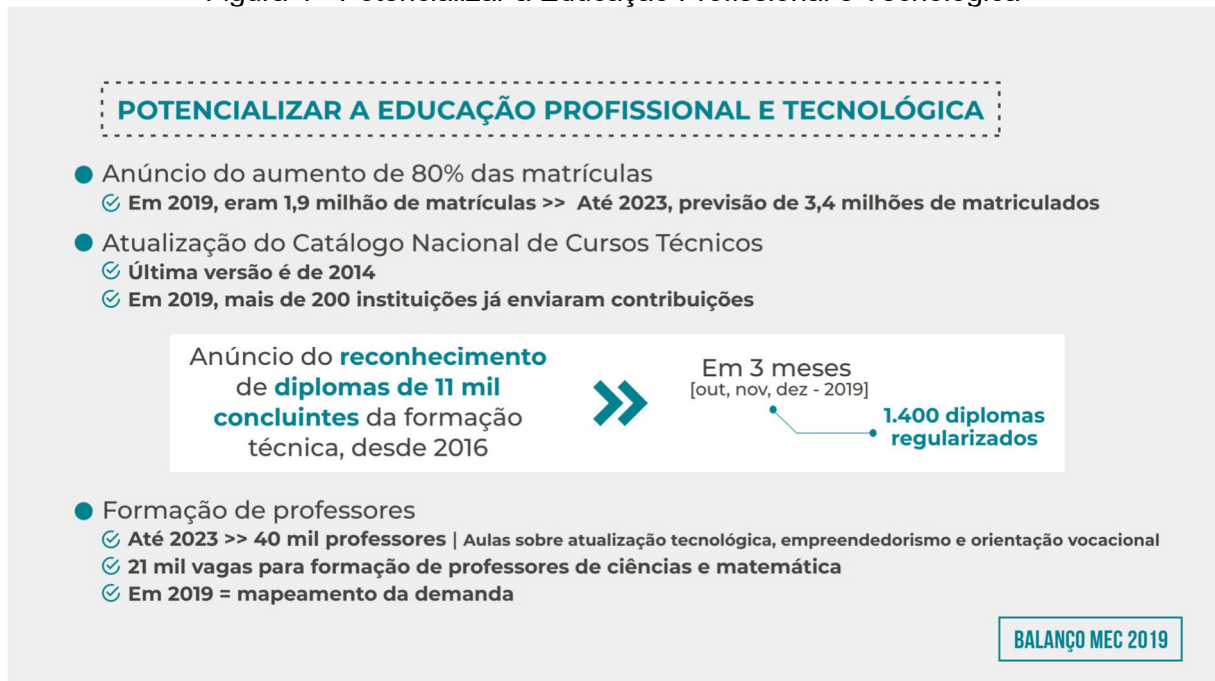 Potencializar a Educação Profissional e Tecnológica
POTENCIALIZAR A EDUCAÇÃO PROFISSIONAL E TECNOLÓGICA
Anúncio do aumento de 80% das matrículas
Em 2019, eram 1,9 milhão de matrículas >> Até 2023, previsão de 3,4 milhões de matriculados
Atualização do Catálogo Nacional de Cursos Técnicos
Última versão é de 2014
Em 2019, mais de 200 instituições já enviaram contribuições
Anúncio do reconhecimento
de diplomas de 11 mil
concluintes da formação
técnica, desde 2016
Em 3 meses
[out, nov, dez - 2019]
1.400 diplomas
regularizados
Formação de professores
Até 2023 >> 40 mil professores | Aulas sobre atualização tecnológica, empreendedorismo e orientação vocacional
21 mil vagas para formação de professores de ciências e matemática
Em 2019 = mapeamento da demanda
BALANÇO MEC 2019